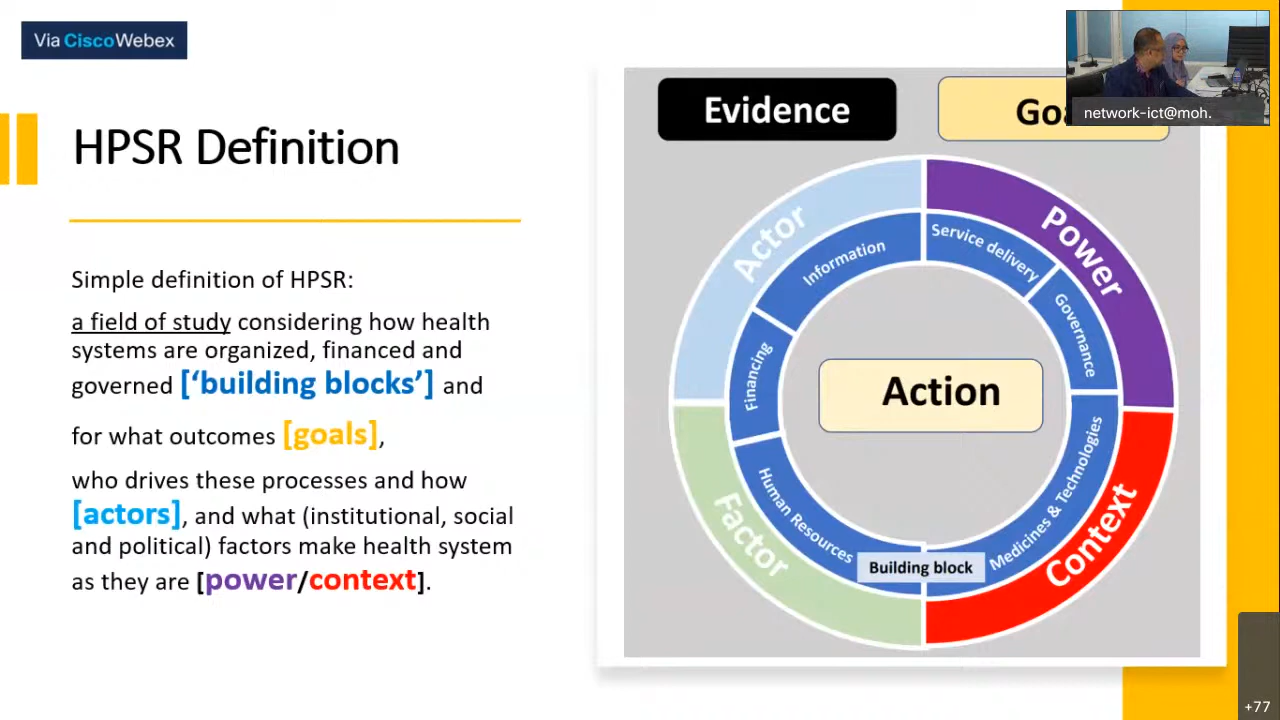 Via Cisco Webex
HPSR Definition
Simple definition of HPSR:
a field of study considering how health
systems are organized, financed and
governed [‘building blocks’] and
for what outcomes [goals],
who drives these processes and how
[actors], and what (institutional, social
and political) factors make health system
as they are [power/context].
Evidence
network-ict@moh.
Actor
Power
Information
Service delivery
Governance
Financing
Action
Human Resources
Medicines & Technologies
Factor
Context
Building block
+77